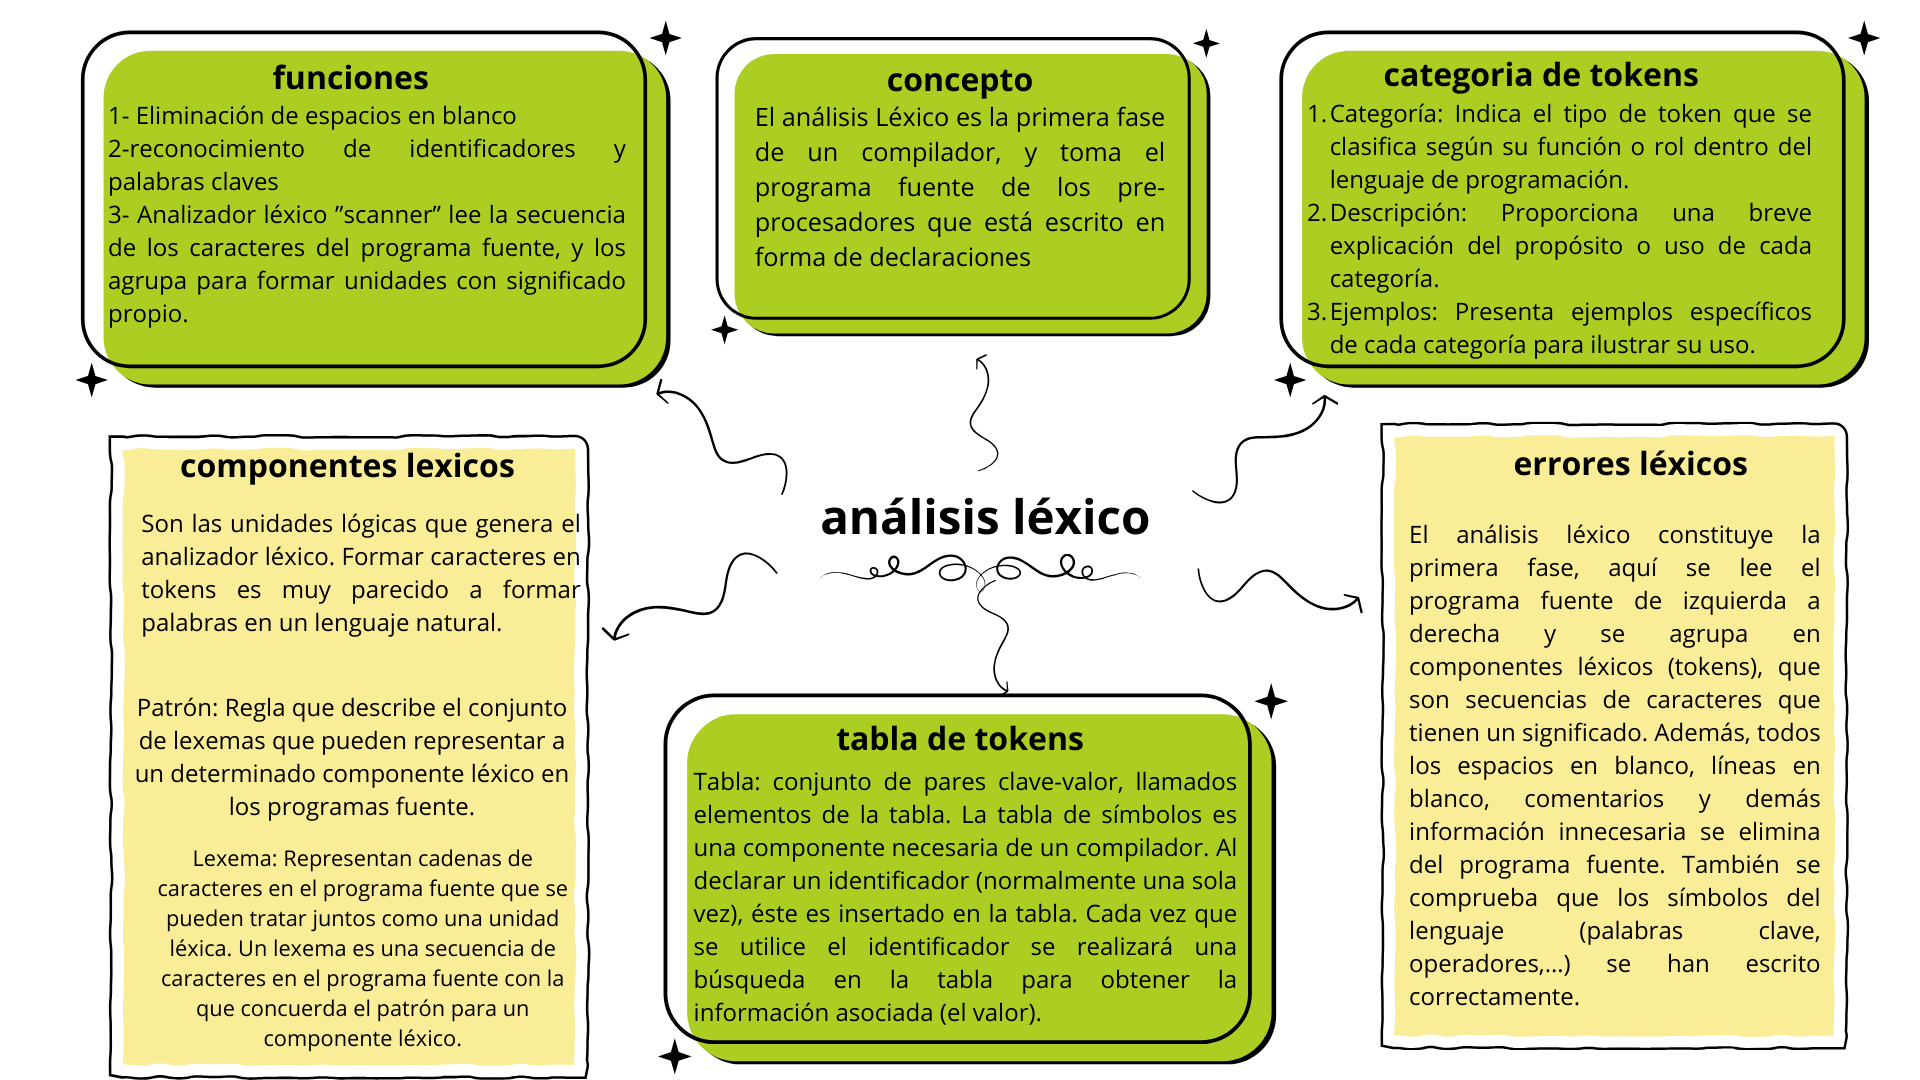 funciones
1- Eliminación de espacios en blanco
2-reconocimiento de identificadores y
palabras claves
3- Analizador léxico ”scanner” lee la secuencia
de los caracteres del programa fuente, y los
agrupa para formar unidades con significado
propio.
concepto
El análisis Léxico es la primera fase
de un compilador, y toma el
programa fuente de los pre-
procesadores que está escrito en
forma de declaraciones
categoria de tokens
1. Categoría: Indica el tipo de token que se
clasifica según su función o rol dentro del
lenguaje de programación.
2. Descripción: Proporciona una breve
explicación del propósito o uso de cada
categoría.
3. Ejemplos: Presenta ejemplos específicos
de cada categoría para ilustrar su uso.
análisis léxico
componentes lexicos
Son las unidades lógicas que genera el
analizador léxico. Formar caracteres en
tokens es muy parecido a formar
palabras en un lenguaje natural.
Patrón: Regla que describe el conjunto
de lexemas que pueden representar a
un determinado componente léxico en
los programas fuente.
Lexema: Representan cadenas de
caracteres en el programa fuente que se
pueden tratar juntos como una unidad
léxica. Un lexema es una secuencia de
caracteres en el programa fuente con la
que concuerda el patrón para un
componente léxico.
tabla de tokens
Tabla: conjunto de pares clave-valor, llamados
elementos de la tabla. La tabla de símbolos es
una componente necesaria de un compilador. Al
declarar un identificador (normalmente una sola
vez), éste es insertado en la tabla. Cada vez que
se utilice el identificador se realizará una
búsqueda en la tabla para obtener la
información asociada (el valor).
errores léxicos
El análisis léxico constituye la
primera fase, aquí se lee el
programa fuente de izquierda a
derecha y se agrupa en
componentes léxicos (tokens), que
son secuencias de caracteres que
tienen un significado. Además, todos
los espacios en blanco, líneas en
blanco, comentarios y demás
información innecesaria se elimina
del programa fuente. También se
comprueba que los símbolos del
lenguaje (palabras clave,
operadores,...) se han escrito
correctamente.